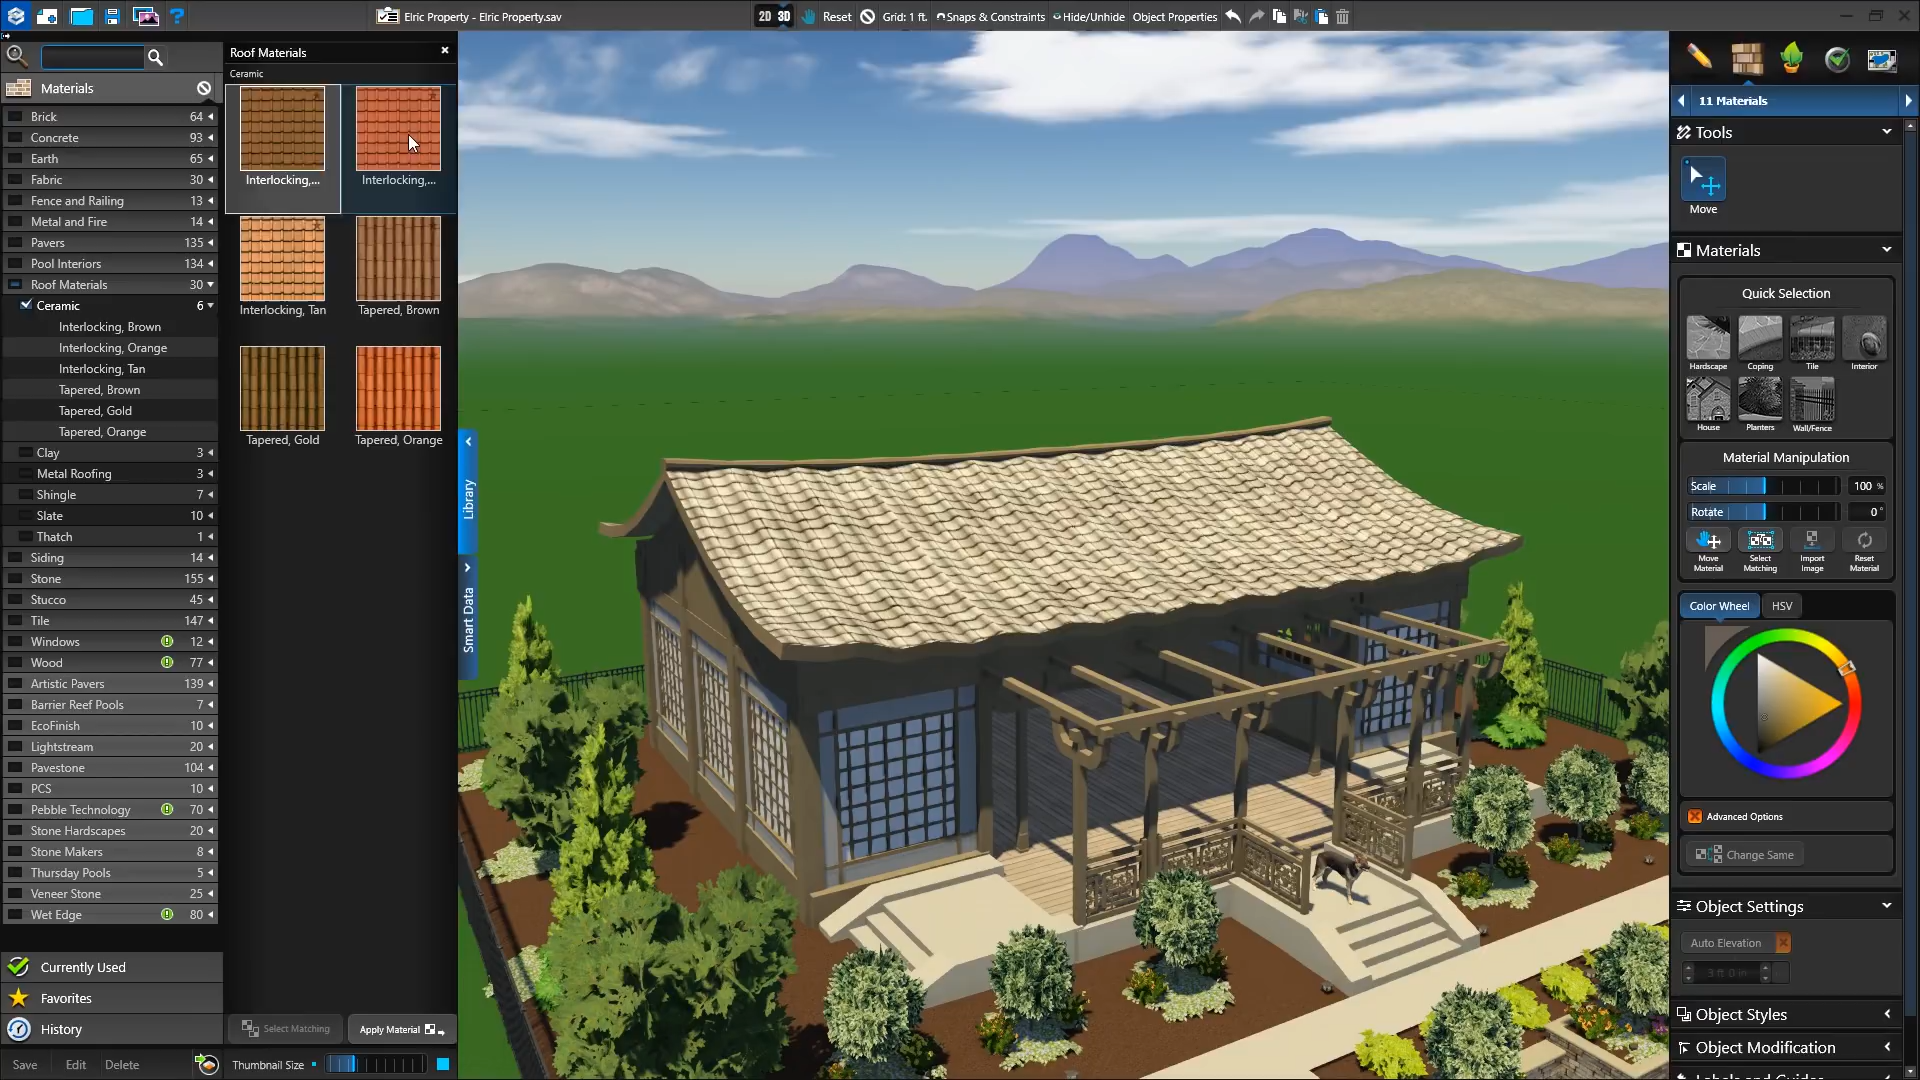 Elric Property - Elric Property.sav
2D 3D
Reset
Grid: 1 ft.
Snaps & Constraints
Hide/Unhide
Object Properties
Materials
Brick 64
Concrete 93
Earth 65
Fabric 30
Fence and Railing 13
Metal and Fire 14
Pavers 135
Pool Interiors 134
Roof Materials 30
Ceramic 6
Interlocking, Brown
Interlocking, Orange
Interlocking, Tan
Tapered, Brown
Tapered, Gold
Tapered, Orange
Clay 3
Metal Roofing 3
Shingle 7
Slate 10
Thatch 1
Siding 14
Stone 155
Stucco 45
Tile 147
Windows 12
Wood 77
Artistic Pavers 139
Barrier Reef Pools 7
EcoFinish 10
Lightstream 20
Pavestone 104
PCS 10
Pebble Technology 70
Stone Hardscapes 20
Stone Makers 8
Thursday Pools 5
Veneer Stone 25
Wet Edge 80
Currently Used
Favorites
History
Save Edit Delete
Roof Materials
Ceramic
Interlocking,...
Interlocking,...
Interlocking, Tan
Tapered, Brown
Tapered, Gold
Tapered, Orange
Select Matching
Apply Material
Thumbnail Size
Library
Smart Data
11 Materials
Tools
Move
Materials
Quick Selection
Hardscape Coping Tile Interior
House Planters Wall/Fence
Material Manipulation
Scale 100 %
Rotate 0°
Move Material
Select Matching
Import Image
Reset Material
Color Wheel HSV
Advanced Options
Change Same
Object Settings
Auto Elevation
3 ft 0 in
Object Styles
Object Modification
Labels and Guides